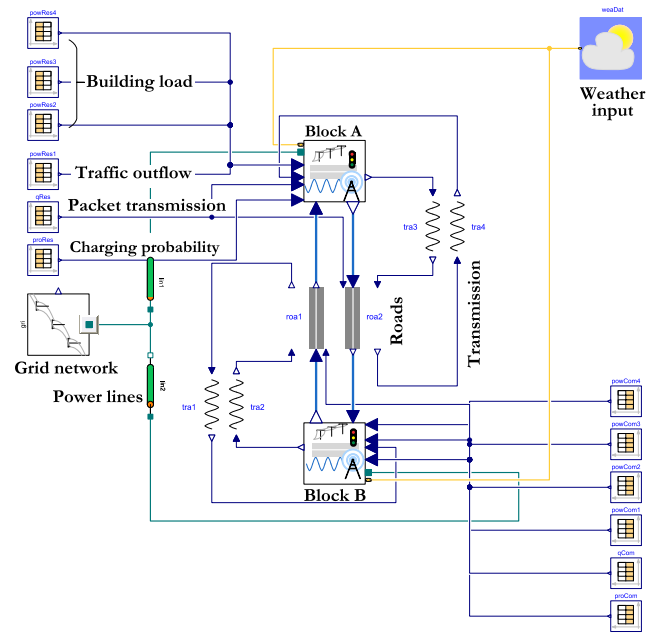 powRes4
weaDat
powRes3
Building load
Weather
input
powRes2
Block A
powRes1
Traffic outflow
qRes
Packet transmission
tra3
tra4
proRes
Charging probability
ln1
gri
roa1
roa2
Roads
Transmission
Grid network
ln2
Power lines
powCom4
tra1
tra2
powCom3
powCom2
Block B
powCom1
qCom
proCom